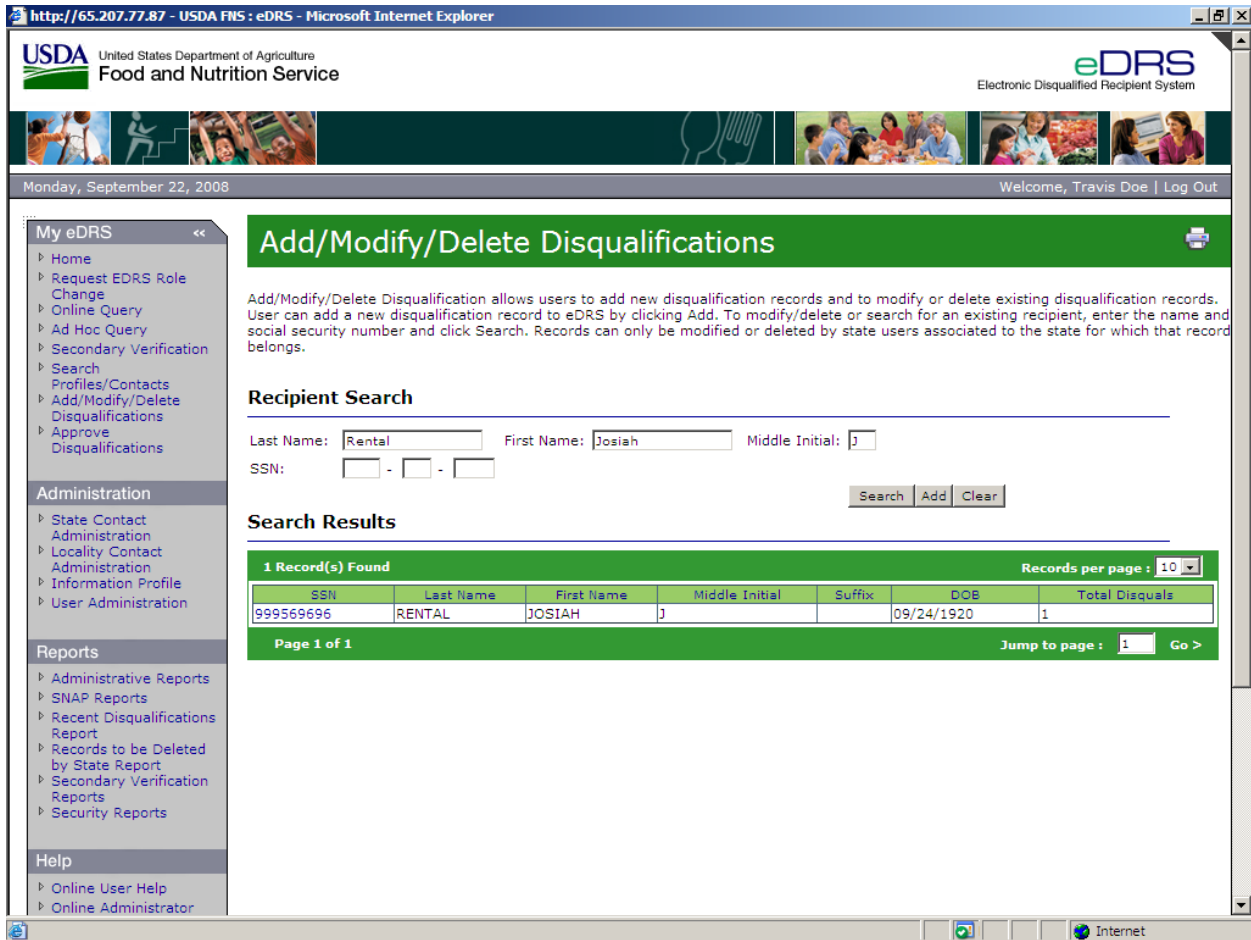 http://65.207.77.87 - USDA FNS : eDRS - Microsoft Internet Explorer
USDA
United States Department of Agriculture
Food and Nutrition Service
eDRS
Electronic Disqualified Recipient System
Monday, September 22, 2008
Welcome, Travis Doe | Log Out
My eDRS <<
Home
Request EDRS Role
Change
Online Query
Ad Hoc Query
Secondary Verification
Search
Profiles/Contacts
Add/Modify/Delete
Disqualifications
Approve
Disqualifications
Administration
State Contact
Administration
Locality Contact
Administration
Information Profile
User Administration
Reports
Administrative Reports
SNAP Reports
Recent Disqualifications
Report
Records to be Deleted
by State Report
Secondary Verification
Reports
Security Reports
Help
Online User Help
Online Administrator
Add/Modify/Delete Disqualifications
Add/Modify/Delete Disqualification allows users to add new disqualification records and to modify or delete existing disqualification records.
User can add a new disqualification record to eDRS by clicking Add. To modify/delete or search for an existing recipient, enter the name and
social security number and click Search. Records can only be modified or deleted by state users associated to the state for which that record
belongs.
Recipient Search
Last Name: Rental First Name: Josiah Middle Initial: J
SSN: - -
Search Add Clear
Search Results
1 Record(s) Found Records per page : 10
SSN Last Name First Name Middle Initial Suffix DOB Total Disquals
999569696 RENTAL JOSIAH J 09/24/1920 1
Page 1 of 1 Jump to page : 1 Go >
Internet